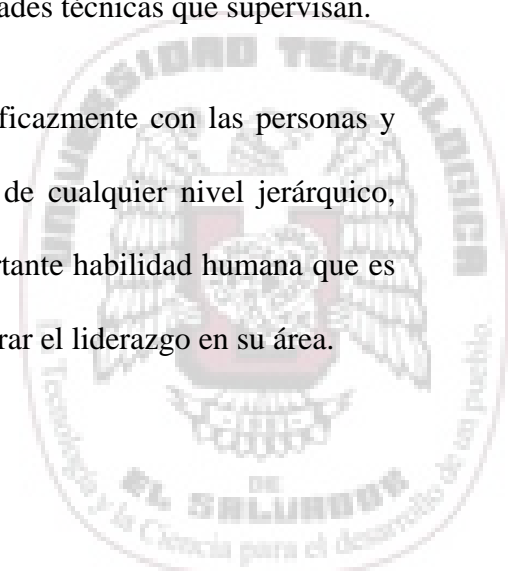 ades técnicas que supervisan.
ficazmente con las personas y
de cualquier nivel jerárquico,
rtante habilidad humana que es
rar el liderazgo en su área.
UNIVERSIDAD TECNOLOGICA
DE
EL SALVADOR
Tecnología y la Ciencia para el desarrollo de un pueblo.